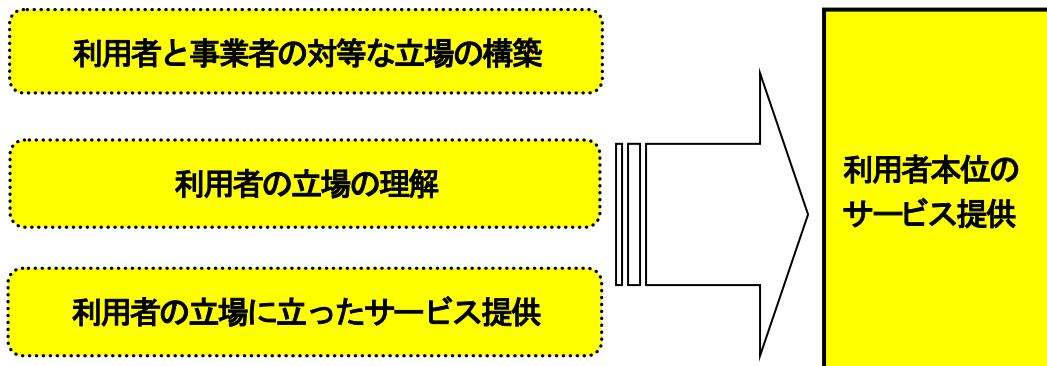 利用者と事業者の対等な立場の構築
利用者の立場の理解
利用者の立場に立ったサービス提供
利用者本位の
サービス提供